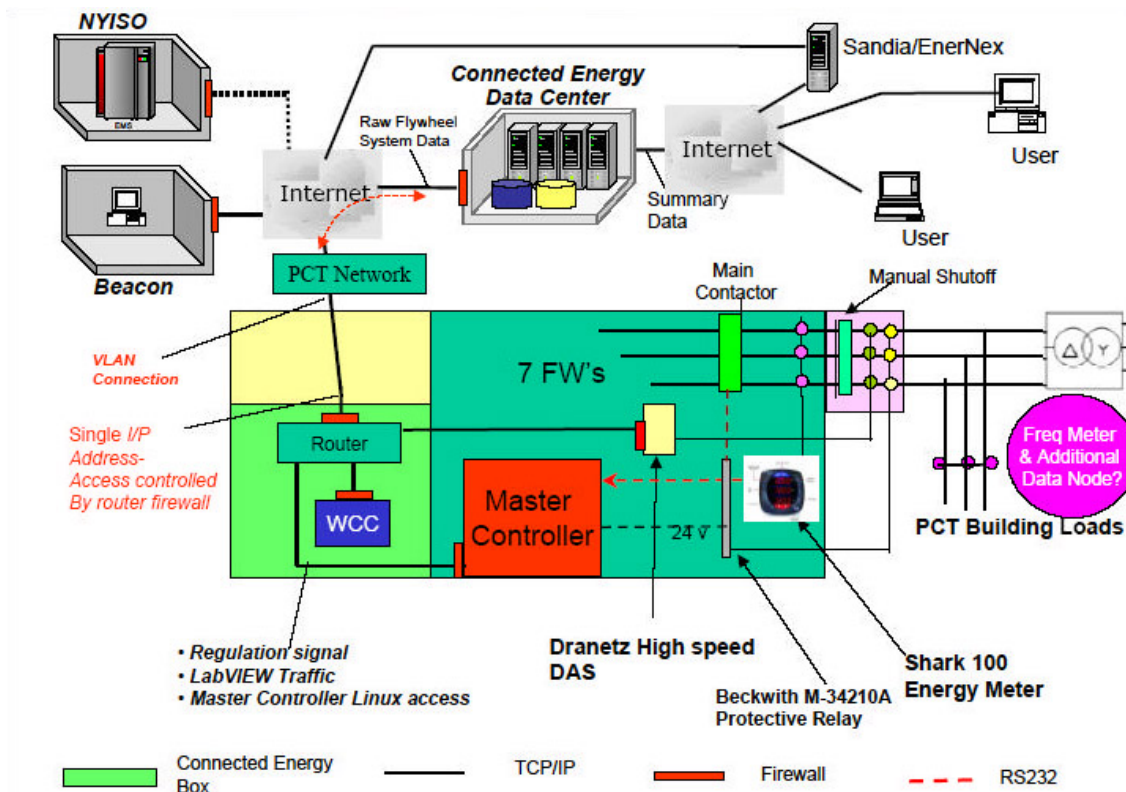 NYISO
EMS
Sandia/EnerNex
Connected Energy
Data Center
Raw Flywheel
System Data
Internet
Internet
User
Summary
Data
User
Beacon
PCT Network
Main
Contactor
Manual Shutoff
VLAN
Connection
7 FW's
Single I/P
Address-
Access controlled
By router firewall
Router
Freq Meter
& Additional
Data Node?
WCC
Master
Controller
24 v
PCT Building Loads
• Regulation signal
• LabVIEW Traffic
• Master Controller Linux access
Dranetz High speed
DAS
Beckwith M-34210A
Protective Relay
Shark 100
Energy Meter
Connected Energy
Box
TCP/IP
Firewall
RS232